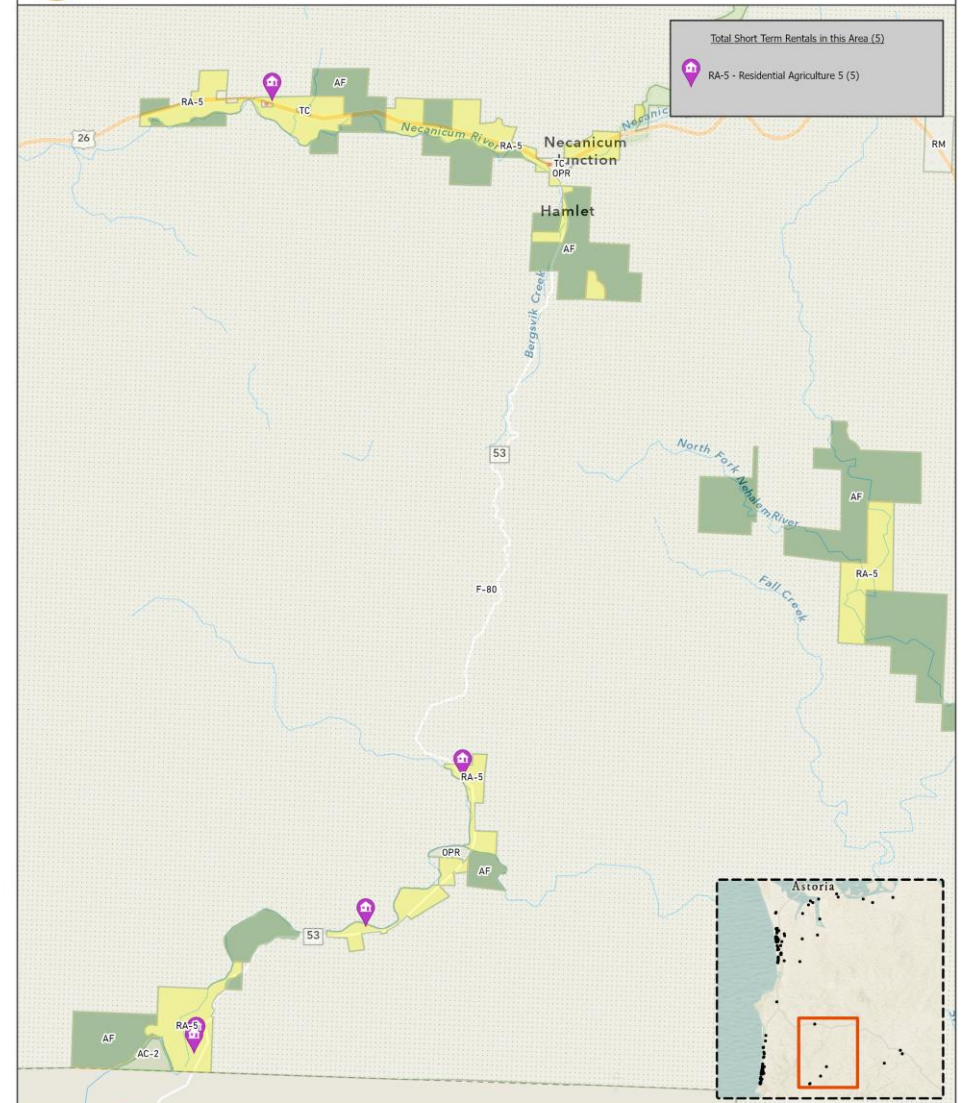 Total Short Term Rentals in this Area (5)
RA-5 - Residential Agriculture 5 (5)
AF
RA-5
TC
26
Necanicum River
RA-5
Necanicum
Junction
TC
OPR
RM
Hamlet
AF
Bergsvik Creek
53
North Fork Nehalem River
AF
RA-5
F-80
Fall Creek
RA-5
OPR
AF
53
RA-5
AF
AC-2
Astoria